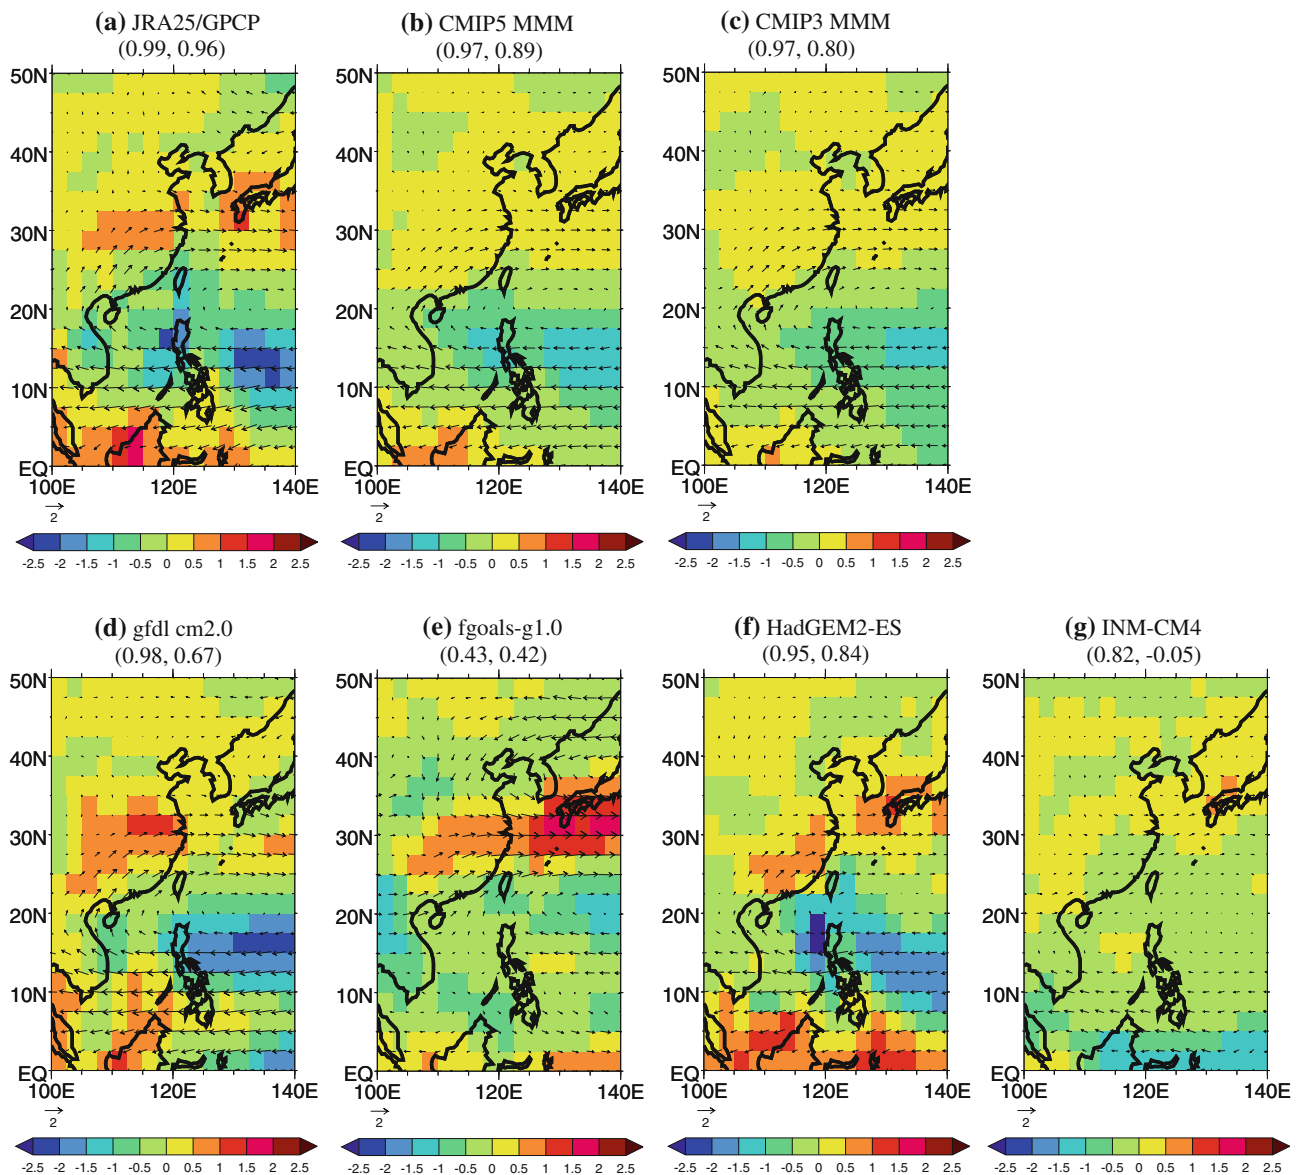 (a) JRA25/GPCP
(0.99, 0.96)
50N
40N
30N
20N
10N
EQ
100E 120E 140E
2
-2.5 -2 -1.5 -1 -0.5 0 0.5 1 1.5 2 2.5
(b) CMIP5 MMM
(0.97, 0.89)
50N
40N
30N
20N
10N
EQ
100E 120E 140E
2
-2.5 -2 -1.5 -1 -0.5 0 0.5 1 1.5 2 2.5
(c) CMIP3 MMM
(0.97, 0.80)
50N
40N
30N
20N
10N
EQ
100E 120E 140E
2
-2.5 -2 -1.5 -1 -0.5 0 0.5 1 1.5 2 2.5
(d) gfdl cm2.0
(0.98, 0.67)
50N
40N
30N
20N
10N
EQ
100E 120E 140E
2
-2.5 -2 -1.5 -1 -0.5 0 0.5 1 1.5 2 2.5
(e) fgoals-g1.0
(0.43, 0.42)
50N
40N
30N
20N
10N
EQ
100E 120E 140E
2
-2.5 -2 -1.5 -1 -0.5 0 0.5 1 1.5 2 2.5
(f) HadGEM2-ES
(0.95, 0.84)
50N
40N
30N
20N
10N
EQ
100E 120E 140E
2
-2.5 -2 -1.5 -1 -0.5 0 0.5 1 1.5 2 2.5
(g) INM-CM4
(0.82, -0.05)
50N
40N
30N
20N
10N
EQ
100E 120E 140E
2
-2.5 -2 -1.5 -1 -0.5 0 0.5 1 1.5 2 2.5